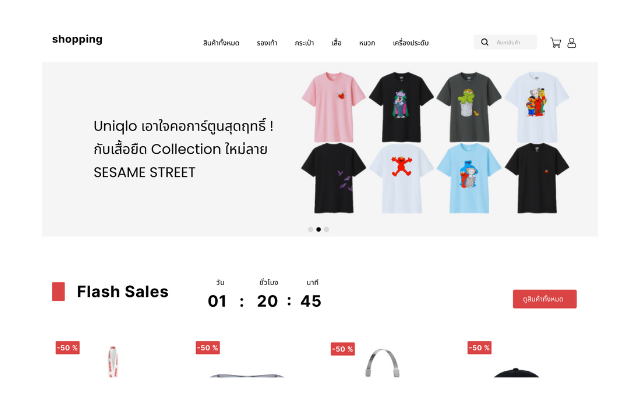 shopping
สินค้าทั้งหมด รองเท้า กระเป๋า เสื้อ หมวก เครื่องประดับ
ค้นหาสินค้า
Uniqlo เอาใจคอการ์ตูนสุดฤทธิ์ !
กับเสื้อยืด Collection ใหม่ลาย
SESAME STREET
Flash Sales
วัน ชั่วโมง นาที
01 : 20 : 45
ดูสินค้าทั้งหมด
-50 % -50 % -50 % -50 %